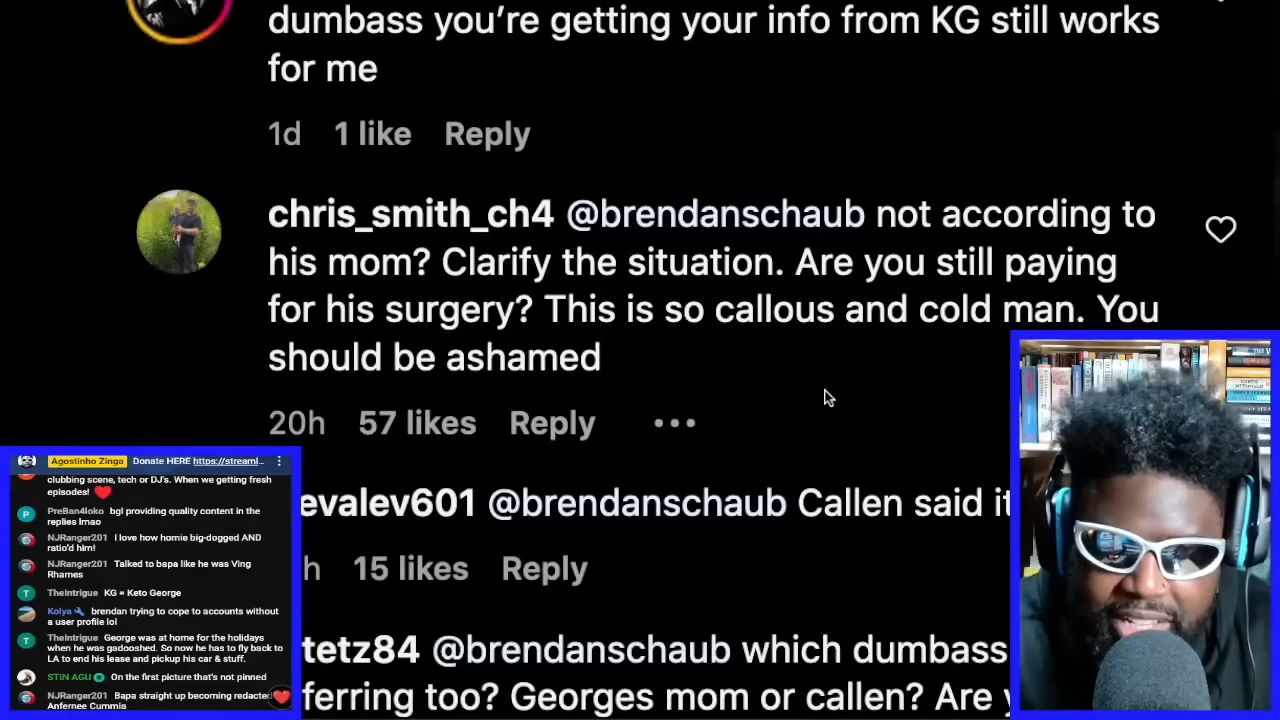 dumbass you’re getting your info from KG still works
for me
1d 1 like Reply
chris_smith_ch4 @brendanschaub not according to
his mom? Clarify the situation. Are you still paying
for his surgery? This is so callous and cold man. You
should be ashamed
20h 57 likes Reply
evalev601 @brendanschaub Callen said it
h 15 likes Reply
tetz84 @brendanschaub which dumbass
ferring too? Georges mom or callen? Are y
Agostinho Zinga Donate HERE https://streaml...
clubbing scene, tech or DJ's. When we getting fresh
episodes!
PreBan4loko bgl providing quality content in the
replies lmao
NJRanger201 I love how homie big-dogged AND
ratio'd him!
NJRanger201 Talked to bapa like he was Ving
Rhames
TheIntrigue KG = Keto George
Kolya brendan trying to cope to accounts without
a user profile lol
TheIntrigue George was at home for the holidays
when he was gadooshed. So now he has to fly back to
LA to end his lease and pickup his car & stuff.
STIN AGU On the first picture that's not pinned
NJRanger201 Bapa straight up becoming redacted
Anfernee Cummia